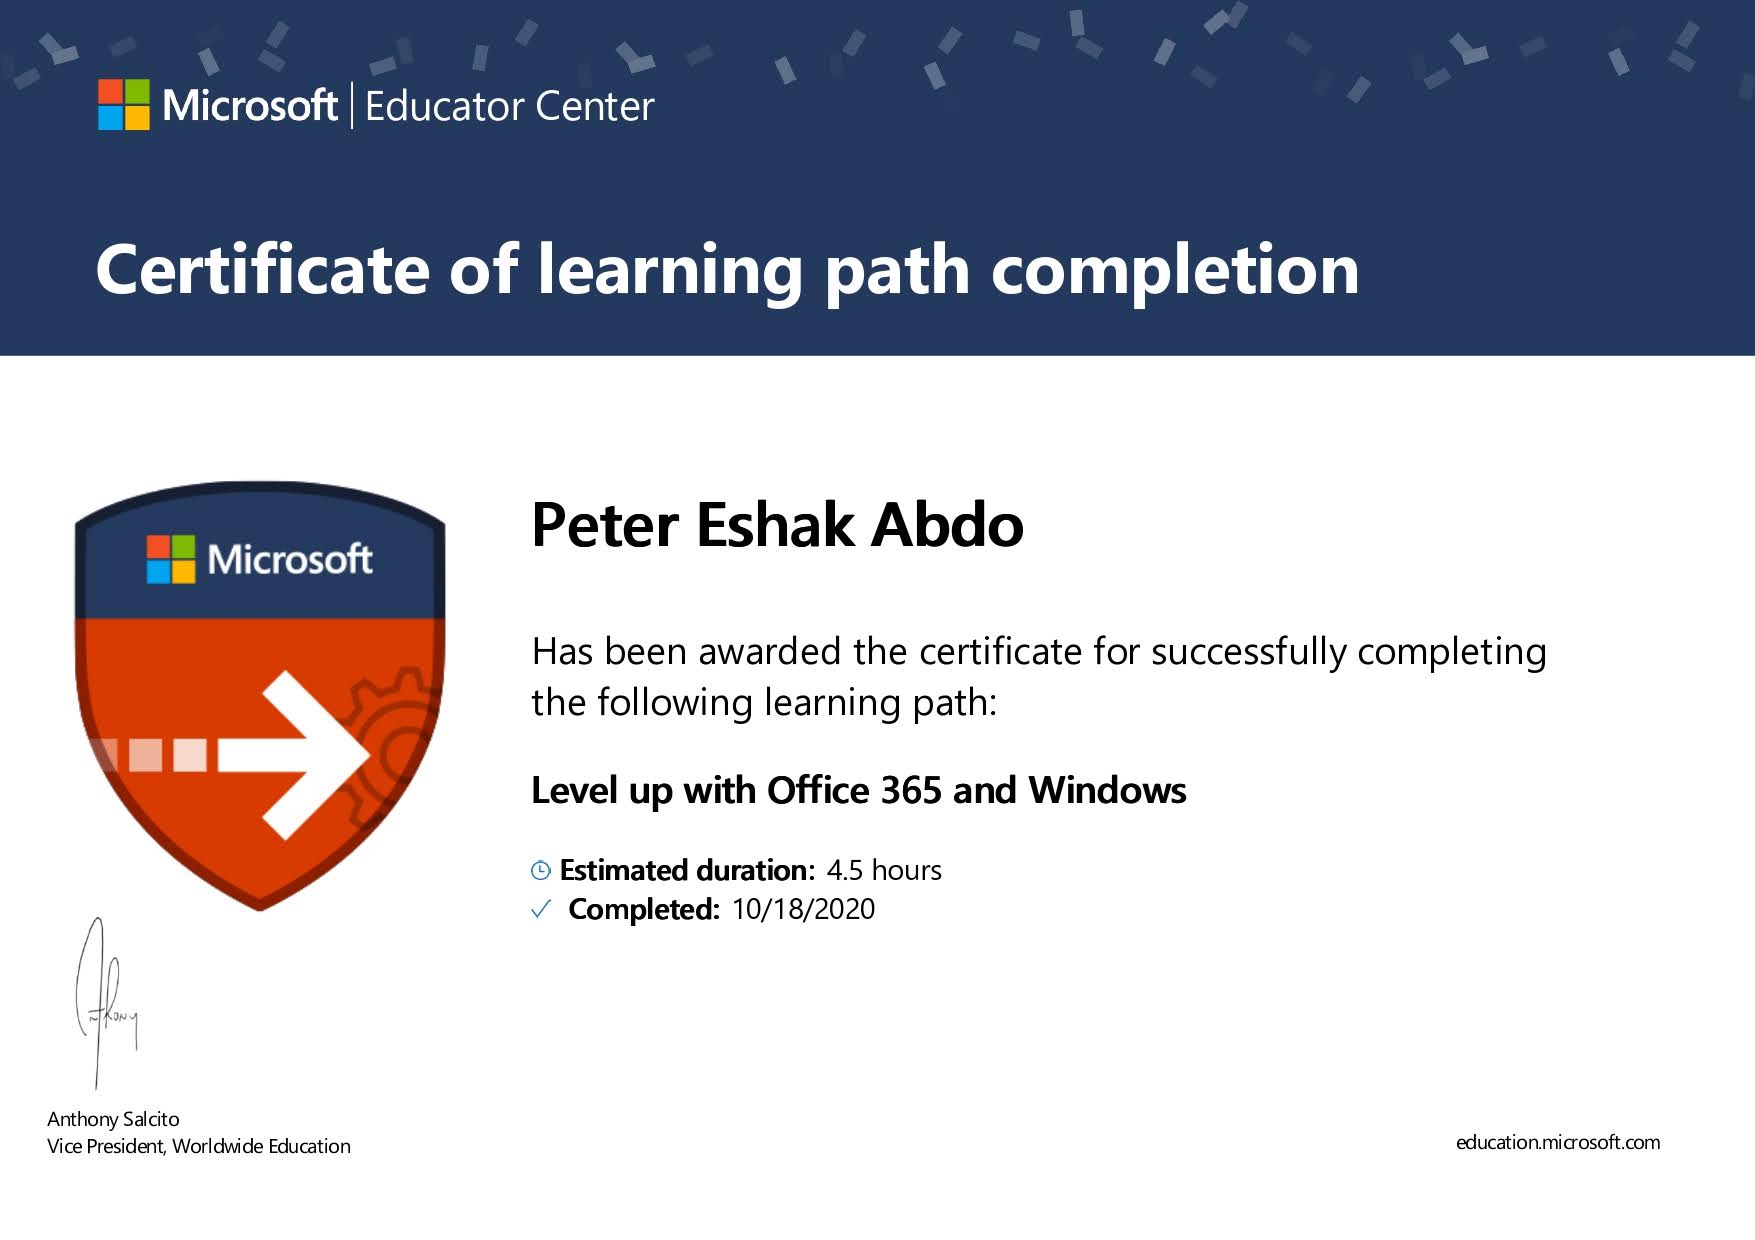 Microsoft | Educator Center
Certificate of learning path completion
Microsoft
Peter Eshak Abdo
Has been awarded the certificate for successfully completing
the following learning path:
Level up with Office 365 and Windows
Estimated duration: 4.5 hours
Completed: 10/18/2020
Anthony
Anthony Salcito
Vice President, Worldwide Education
education.microsoft.com